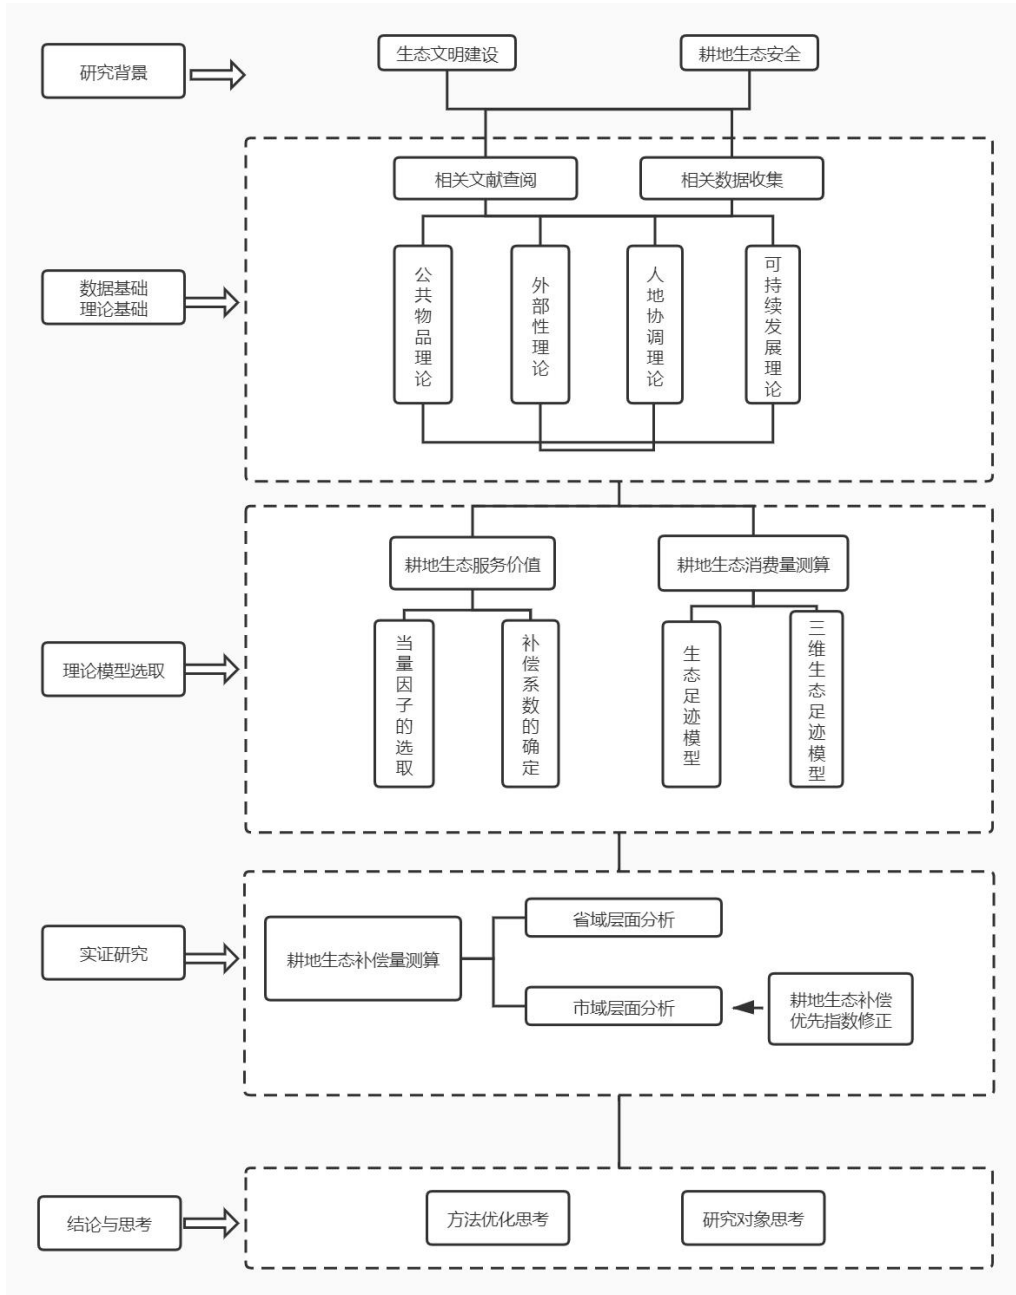 生态文明建设
耕地生态安全
研究背景
相关文献查阅
相关数据收集
数据基础
理论基础
公共物品理论
外部性理论
人地协调理论
可持续发展理论
耕地生态服务价值
耕地生态消费量测算
理论模型选取
当量因子的选取
补偿系数的确定
生态足迹模型
三维生态足迹模型
实证研究
耕地生态补偿量测算
省域层面分析
市域层面分析
耕地生态补偿
优先指数修正
结论与思考
方法优化思考
研究对象思考